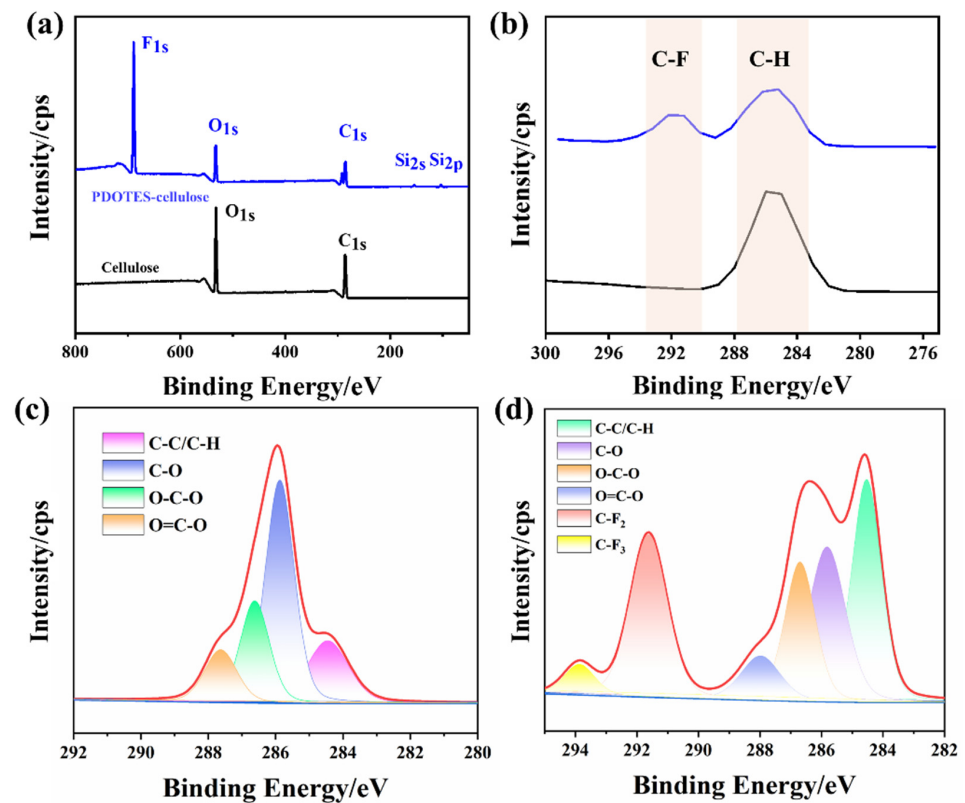 (a)
F1s
O1s
C1s
Si2s Si2p
PDOTES-cellulose
O1s
C1s
Cellulose
Intensity/cps
800 600 400 200
Binding Energy/eV
(b)
C-F C-H
Intensity/cps
300 296 292 288 284 280 276
Binding Energy/eV
(c)
C-C/C-H
C-O
O-C-O
O=C-O
Intensity/cps
292 290 288 286 284 282 280
Binding Energy/eV
(d)
C-C/C-H
C-O
O-C-O
O=C-O
C-F2
C-F3
Intensity/cps
294 292 290 288 286 284 282
Binding Energy/eV